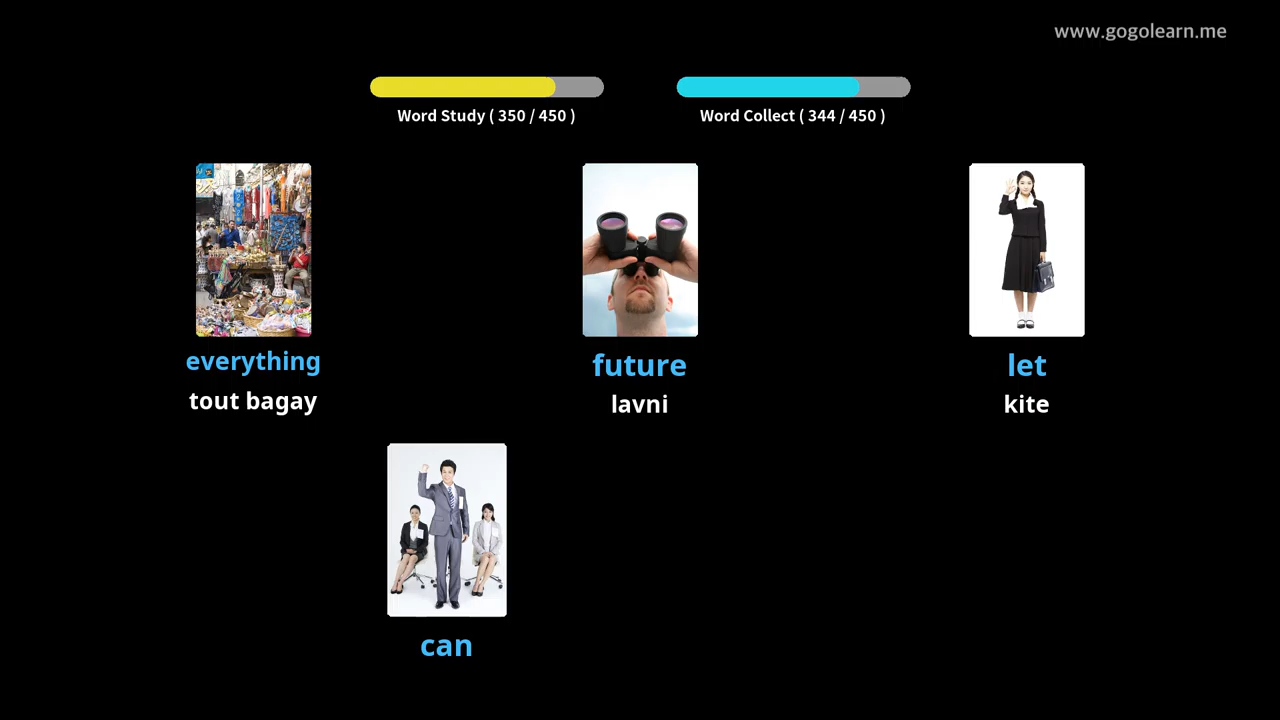 www.gogolearn.me
Word Study ( 350 / 450 )
Word Collect ( 344 / 450 )
everything
tout bagay
future
lavni
let
kite
can